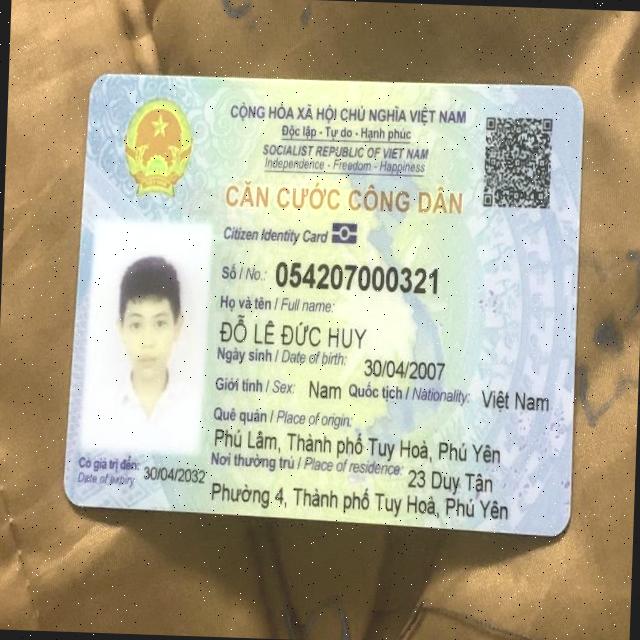 CỘNG HÒA XÃ HỘI CHỦ NGHĨA VIỆT NAM
Độc lập - Tự do - Hạnh phúc
SOCIALIST REPUBLIC OF VIET NAM
Independence - Freedom - Happiness
CĂN CƯỚC CÔNG DÂN
Citizen Identity Card
Số / No.: 054207000321
Họ và tên / Full name:
ĐỖ LÊ ĐỨC HUY
Ngày sinh / Date of birth: 30/04/2007
Giới tính / Sex: Nam Quốc tịch / Nationality: Việt Nam
Quê quán / Place of origin:
Phú Lâm, Thành phố Tuy Hoà, Phú Yên
Nơi thường trú / Place of residence: 23 Duy Tân
Phường 4, Thành phố Tuy Hoà, Phú Yên
Có giá trị đến: 30/04/2032
Date of expiry